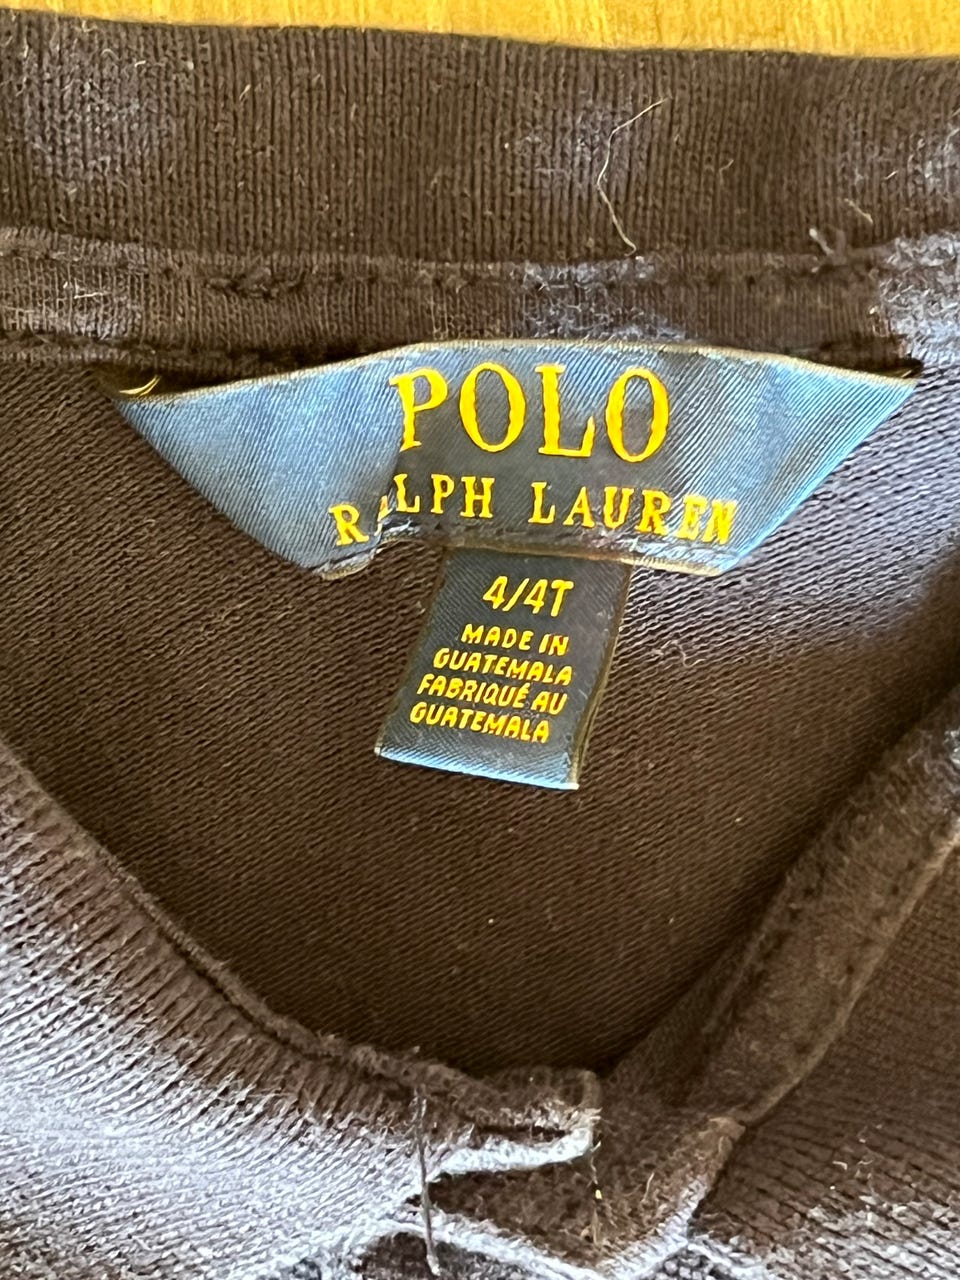 POLO
RALPH LAUREN
4/4T
MADE IN
GUATEMALA
FABRIQUÉ AU
GUATEMALA